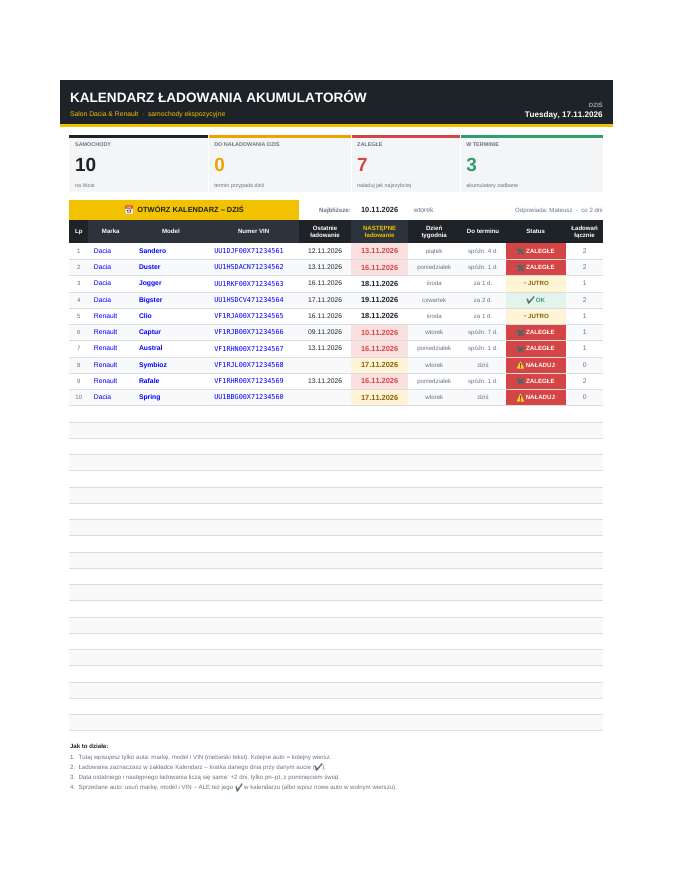 KALENDARZ ŁADOWANIA AKUMULATORÓW
Salon Dacia & Renault · samochody ekspozycyjne
DZIŚ
Tuesday, 17.11.2026
SAMOCHODY DO NAŁADOWANIA DZIŚ ZALEGŁE W TERMINIE
10 0 7 3
na liście termin przypada dziś naładuj jak najszybciej akumulatory zadbane
📅 OTWÓRZ KALENDARZ – DZIŚ Najbliższe: 10.11.2026 wtorek Odpowiada: Mateusz · co 2 dni
Lp Marka Model Numer VIN Ostatnie ładowanie NASTĘPNE ładowanie Dzień tygodnia Do terminu Status Ładowań łącznie
1 Dacia Sandero UU1DJF00X71234561 12.11.2026 13.11.2026 piątek spóźn. 4 d. ✖ ZALEGŁE 2
2 Dacia Duster UU1HSDACN71234562 13.11.2026 16.11.2026 poniedziałek spóźn. 1 d. ✖ ZALEGŁE 2
3 Dacia Jogger UU1RKF00X71234563 16.11.2026 18.11.2026 środa za 1 d. · JUTRO 1
4 Dacia Bigster UU1HSDCV471234564 17.11.2026 19.11.2026 czwartek za 2 d. ✔ OK 2
5 Renault Clio VF1RJA00X71234565 16.11.2026 18.11.2026 środa za 1 d. · JUTRO 1
6 Renault Captur VF1RJB00X71234566 09.11.2026 10.11.2026 wtorek spóźn. 7 d. ✖ ZALEGŁE 1
7 Renault Austral VF1RHN00X71234567 13.11.2026 16.11.2026 poniedziałek spóźn. 1 d. ✖ ZALEGŁE 1
8 Renault Symbioz VF1RJL00X71234568 17.11.2026 wtorek dziś ⚠ NAŁADUJ 0
9 Renault Rafale VF1RHR00X71234569 13.11.2026 16.11.2026 poniedziałek spóźn. 1 d. ✖ ZALEGŁE 2
10 Dacia Spring UU1BBG00X71234560 17.11.2026 wtorek dziś ⚠ NAŁADUJ 0
Jak to działa:
1. Tutaj wpisujesz tylko auta: markę, model i VIN (niebieski tekst). Kolejne auto = kolejny wiersz.
2. Ładowania zaznaczasz w zakładce Kalendarz – kratka danego dnia przy danym aucie (✔).
3. Data ostatniego i następnego ładowania liczą się same: +2 dni, tylko pn–pt, z pominięciem świąt.
4. Sprzedane auto: usuń markę, model i VIN – ALE też jego ✔ w kalendarzu (albo wpisz nowe auto w wolnym wierszu).